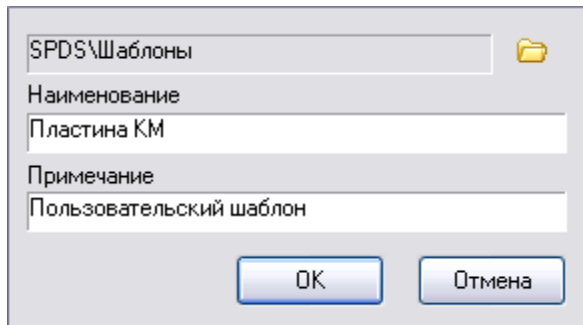 SPDS\Шаблоны
Наименование
Пластина КМ
Примечание
Пользовательский шаблон
OK
Отмена